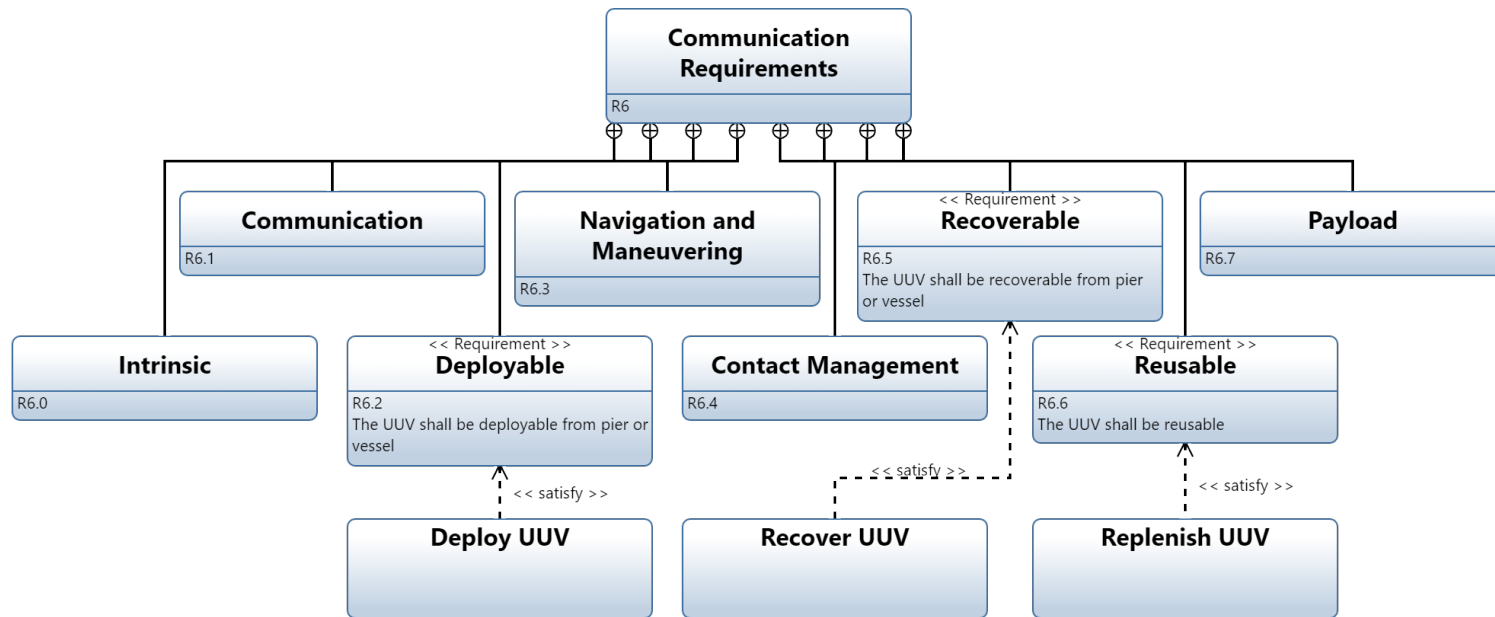 Communication
Requirements
R6
Communication
R6.1
Navigation and
Maneuvering
R6.3
<< Requirement >>
Recoverable
R6.5
The UUV shall be recoverable from pier
or vessel
Payload
R6.7
Intrinsic
R6.0
<< Requirement >>
Deployable
R6.2
The UUV shall be deployable from pier or
vessel
Contact Management
R6.4
<< Requirement >>
Reusable
R6.6
The UUV shall be reusable
<< satisfy >>
<< satisfy >>
<< satisfy >>
Deploy UUV
Recover UUV
Replenish UUV